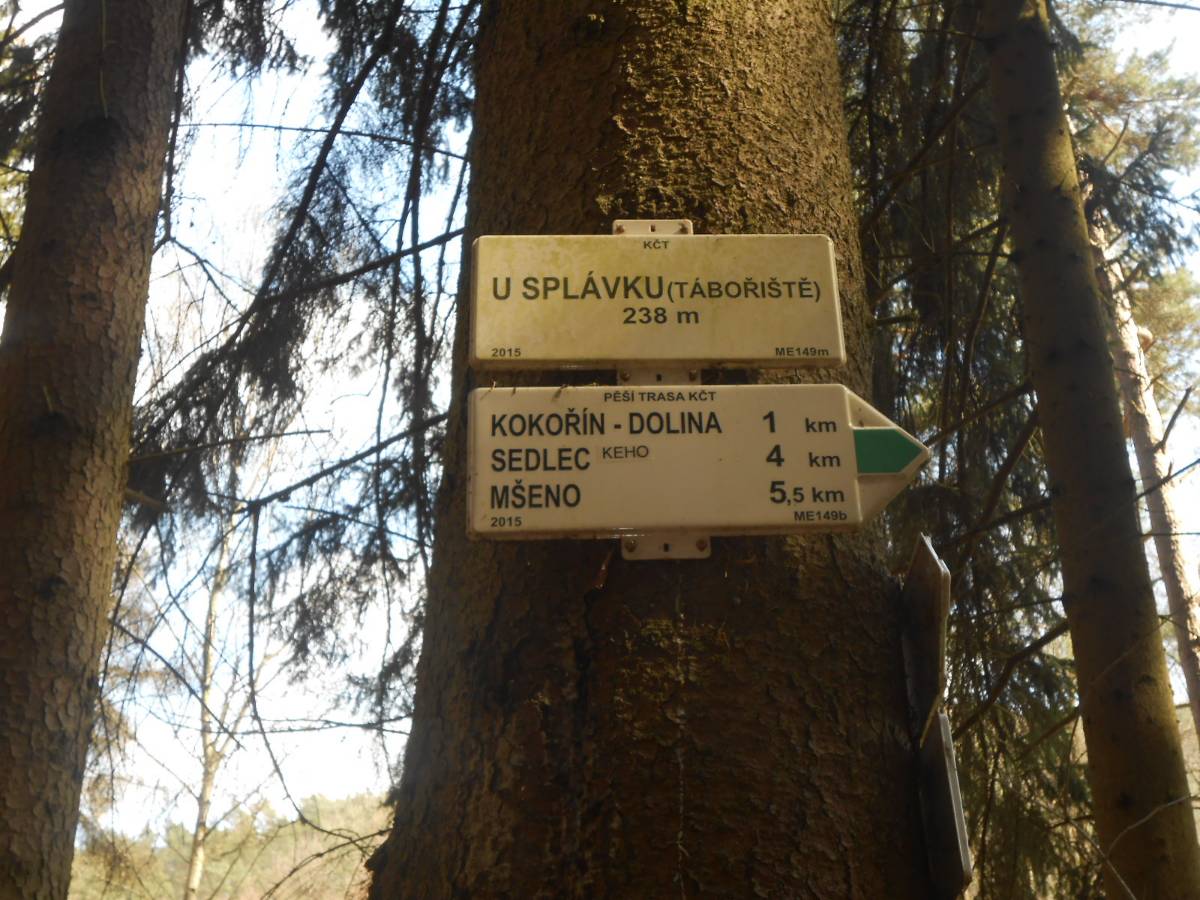 KČT
U SPLÁVKU (TÁBOŘIŠTĚ)
238 m
2015 ME149m
PĚŠÍ TRASA KČT
KOKOŘÍN - DOLINA 1 km
SEDLEC KEHO 4 km
MŠENO 5,5 km
2015 ME149b